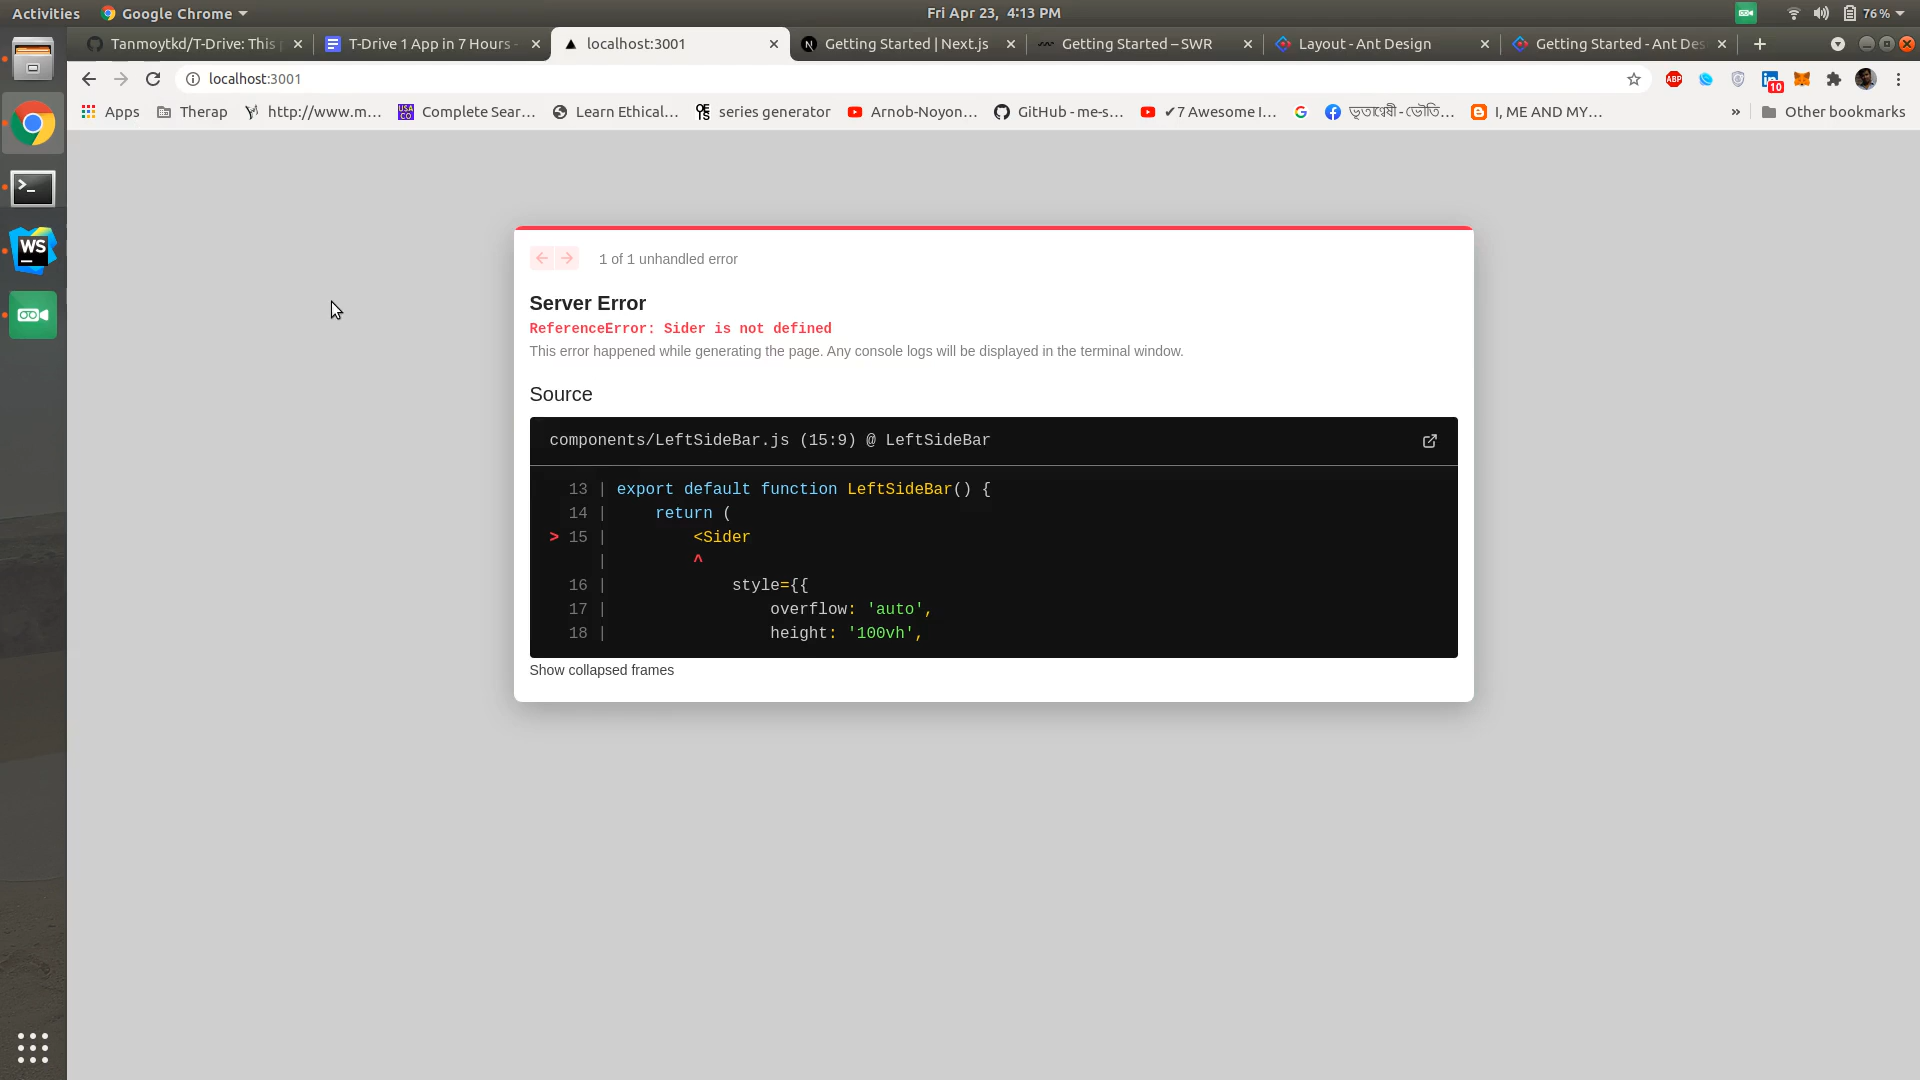 Activities
Google Chrome
Fri Apr 23, 4:13 PM
76 %
Tanmoytkd/T-Drive: This
T-Drive 1 App in 7 Hours -
localhost:3001
Getting Started | Next.js
Getting Started – SWR
Layout - Ant Design
Getting Started - Ant Des
localhost:3001
ABP
10
Apps
Therap
http://www.m...
USA
CO
Complete Sear...
Learn Ethical...
series generator
Arnob-Noyon...
GitHub - me-s...
✔7 Awesome I...
ভূতান্বেষী - ভৌতি...
I, ME AND MY...
»
Other bookmarks
WS
1 of 1 unhandled error
Server Error
ReferenceError: Sider is not defined
This error happened while generating the page. Any console logs will be displayed in the terminal window.
Source
components/LeftSideBar.js (15:9) @ LeftSideBar
13 | export default function LeftSideBar() {
14 | return (
> 15 | <Sider
| ^
16 | style={{
17 | overflow: 'auto',
18 | height: '100vh',
Show collapsed frames